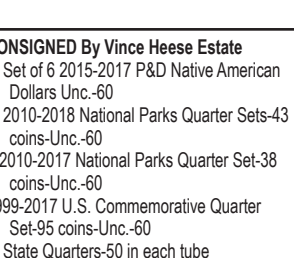 ONSIGNED By Vince Heese Estate
Set of 6 2015-2017 P&D Native American
Dollars Unc.-60
2010-2018 National Parks Quarter Sets-43
coins-Unc.-60
2010-2017 National Parks Quarter Set-38
coins-Unc.-60
999-2017 U.S. Commemorative Quarter
Set-95 coins-Unc.-60
State Quarters-50 in each tube